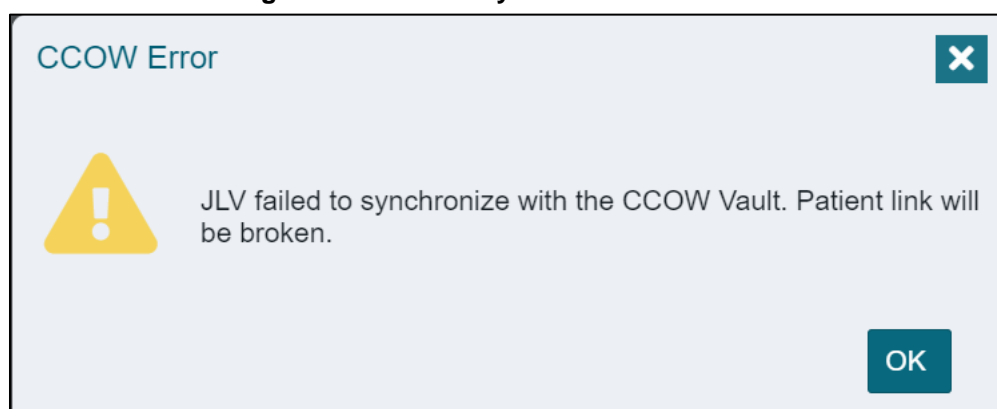 CCOW Error
JLV failed to synchronize with the CCOW Vault. Patient link will
be broken.
OK